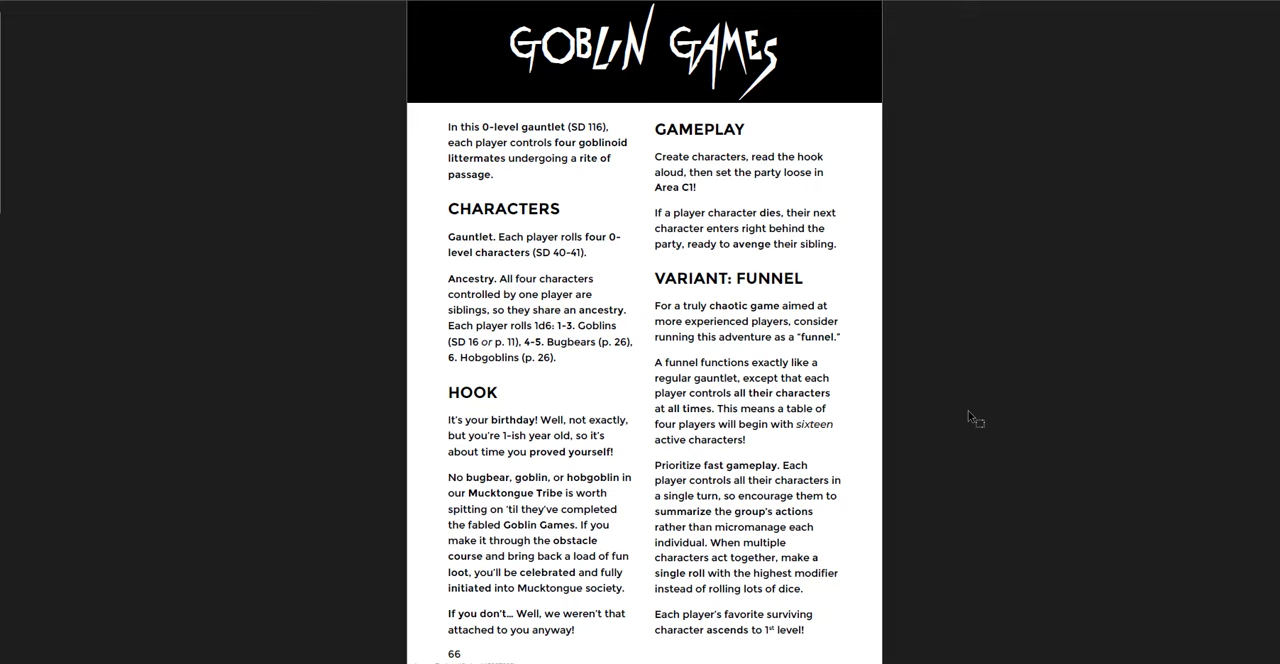 GOBLIN GAMES
In this 0-level gauntlet (SD 116),
each player controls four goblinoid
littermates undergoing a rite of
passage.
CHARACTERS
Gauntlet. Each player rolls four 0-
level characters (SD 40-41).
Ancestry. All four characters
controlled by one player are
siblings, so they share an ancestry.
Each player rolls 1d6: 1-3. Goblins
(SD 16 or p. 11), 4-5. Bugbears (p. 26),
6. Hobgoblins (p. 26).
HOOK
It's your birthday! Well, not exactly,
but you're 1-ish year old, so it's
about time you proved yourself!
No bugbear, goblin, or hobgoblin in
our Mucktongue Tribe is worth
spitting on 'til they've completed
the fabled Goblin Games. If you
make it through the obstacle
course and bring back a load of fun
loot, you'll be celebrated and fully
initiated into Mucktongue society.
If you don't... Well, we weren't that
attached to you anyway!
66
GAMEPLAY
Create characters, read the hook
aloud, then set the party loose in
Area C1!
If a player character dies, their next
character enters right behind the
party, ready to avenge their sibling.
VARIANT: FUNNEL
For a truly chaotic game aimed at
more experienced players, consider
running this adventure as a "funnel."
A funnel functions exactly like a
regular gauntlet, except that each
player controls all their characters
at all times. This means a table of
four players will begin with sixteen
active characters!
Prioritize fast gameplay. Each
player controls all their characters in
a single turn, so encourage them to
summarize the group's actions
rather than micromanage each
individual. When multiple
characters act together, make a
single roll with the highest modifier
instead of rolling lots of dice.
Each player's favorite surviving
character ascends to 1st level!